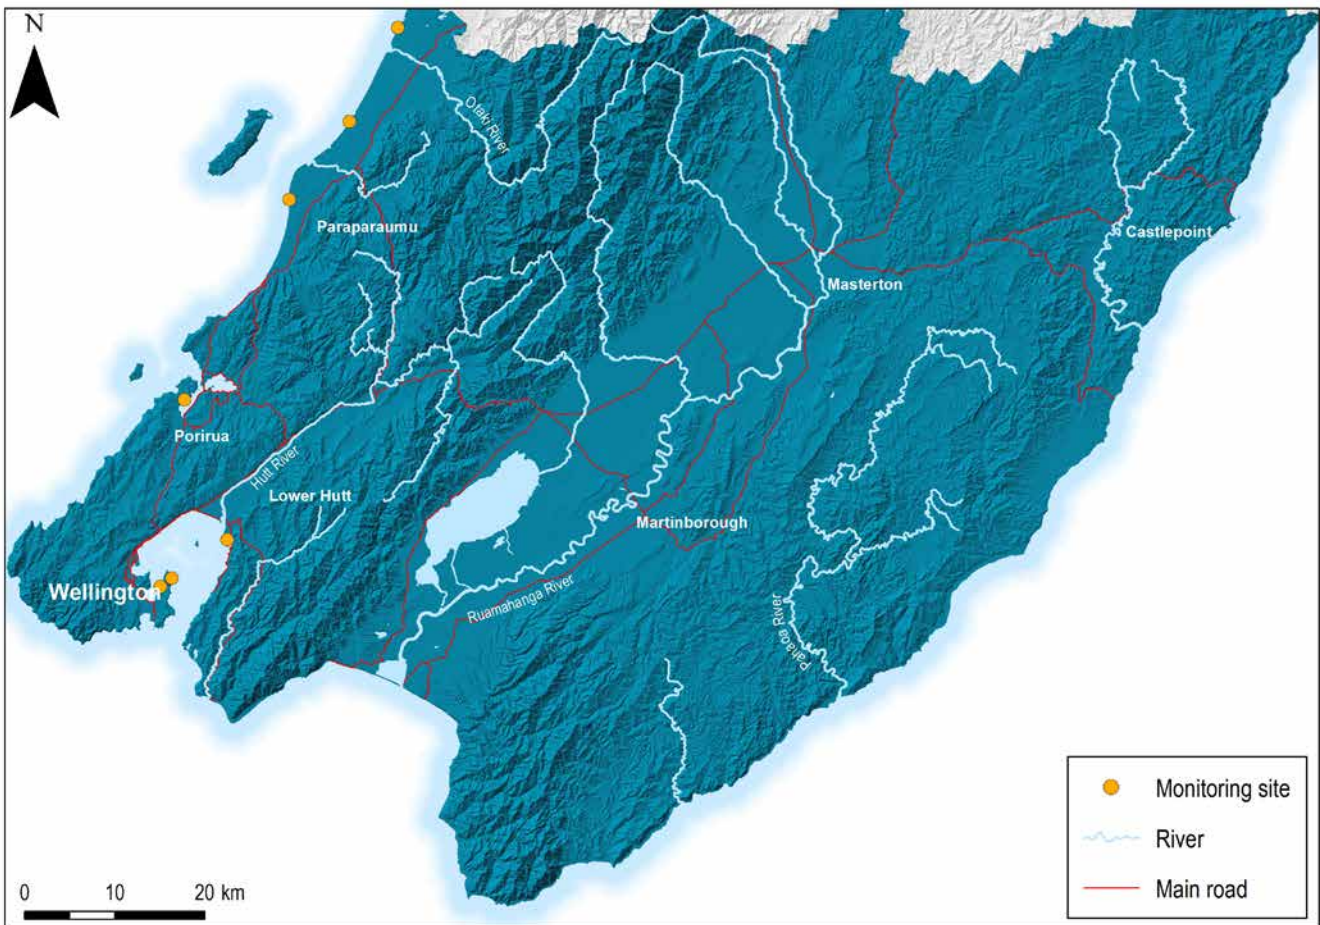 N
Otaki River
Paraparaumu
Castlepoint
Masterton
Porirua
Hutt River
Lower Hutt
Martinborough
Wellington
Ruamahanga River
Pahaoa River
Monitoring site
River
Main road
0 10 20 km